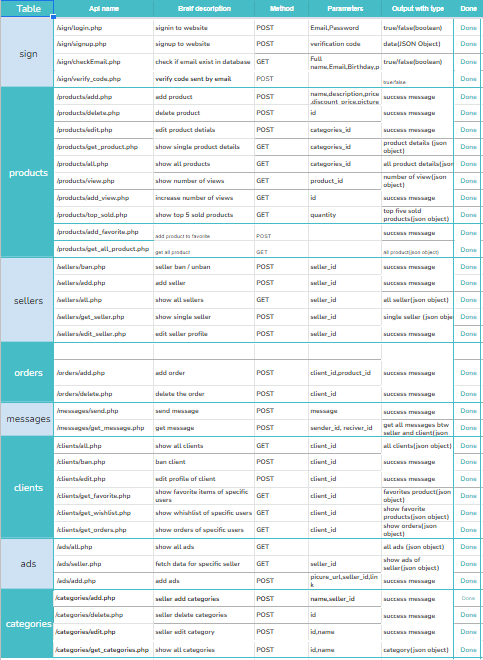 Table Api name Breif description Method Parameters Output with type Done
sign
/sign/login.php signin to website POST Email,Password true/false(boolean) Done
/sign/signup.php signup to website POST verification code data(JSON Object) Done
/sign/checkEmail.php check if email exist in database GET Full name,Email,Birthday,p true/false(boolean) Done
/sign/verify_code.php verify code sent by email POST true/false Done
products
/products/add.php add product POST name,description,price,discount_price,picture success message Done
/products/delete.php delete product POST id success message Done
/products/edit.php edit product detials POST categories_id success message Done
/products/get_product.php show single product details GET categories_id product details (json object) Done
/products/all.php show all products GET categories_id all product details(json Done
/products/view.php show number of views GET product_id number of view(json object) Done
/products/add_view.php increase number of views GET id success message Done
/products/top_sold.php show top 5 sold products GET quantity top five sold products(json object) Done
/products/add_favorite.php add product to favorite POST success message Done
/products/get_all_product.php get all product GET all product(json object) Done
sellers
/sellers/ban.php seller ban / unban POST seller_id success message Done
/sellers/add.php add seller POST seller_id success message Done
/sellers/all.php show all sellers GET seller_id all seller(json object) Done
/sellers/get_seller.php show single seller POST seller_id single seller (json obje Done
/sellers/edit_seller.php edit seller profile POST seller_id success message Done
orders
/orders/add.php add order POST client_id,product_id success message Done
/orders/delete.php delete the order POST client_id success message Done
messages
/messages/send.php send message POST message success message Done
/messages/get_message.php get message POST sender_id, reciver_id get all messages btw seller and client(json Done
clients
/clients/all.php show all clients GET client_id all clients(json object) Done
/clients/ban.php ban client POST client_id success message Done
/clients/edit.php edit profile of client POST client_id success message Done
/clients/get_favorite.php show favorite items of specific users GET client_id favorites product(json object) Done
/clients/get_wishlist.php show whishlist of specific users GET client_id show favorite products(json object) Done
/clients/get_orders.php show orders of specific users GET client_id show orders(json object) Done
ads
/ads/all.php show all ads GET all ads (json object) Done
/ads/seller.php fetch data for specific seller GET seller_id show ads of seller(json object) Done
/ads/add.php add ads POST picure_url,seller_id,link success message Done
categories
/categories/add.php seller add categories POST name,seller_id success message Done
/categories/delete.php seller delete categories POST id success message Done
/categories/edit.php seller edit category POST id,name success message Done
/categories/get_categories.php show all categories POST id,name category(json object) Done